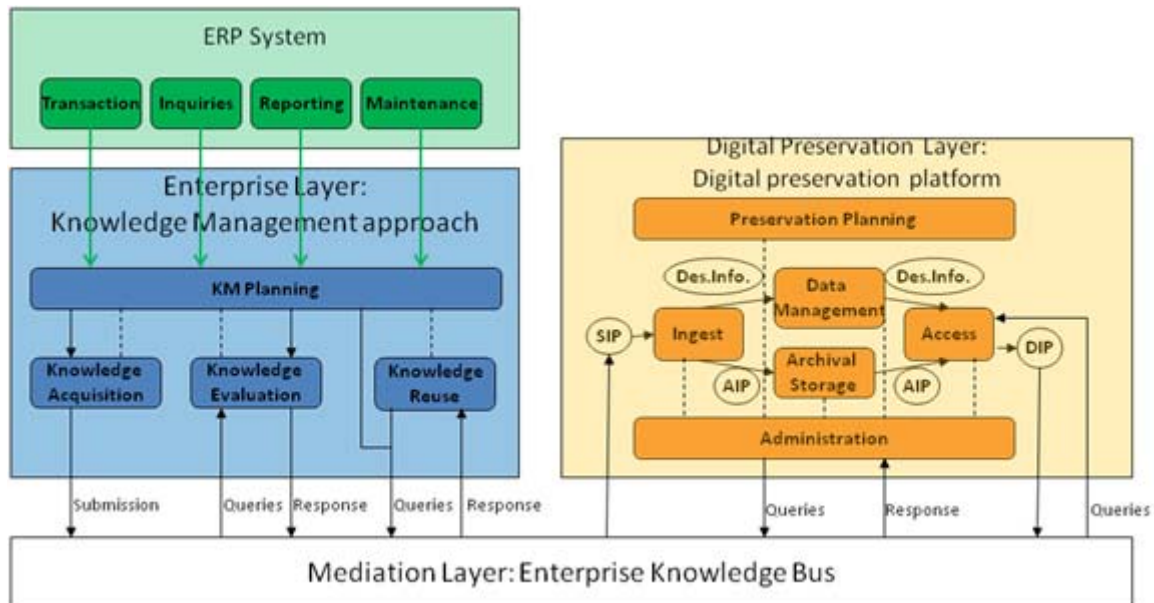 ERP System
Transaction
Inquiries
Reporting
Maintenance
Enterprise Layer:
Knowledge Management approach
KM Planning
Knowledge
Acquisition
Knowledge
Evaluation
Knowledge
Reuse
Submission
Queries
Response
Queries
Response
Digital Preservation Layer:
Digital preservation platform
Preservation Planning
Des.Info.
Data
Management
Des.Info.
SIP
Ingest
Access
DIP
AIP
Archival
Storage
AIP
Administration
Queries
Response
Queries
Mediation Layer: Enterprise Knowledge Bus